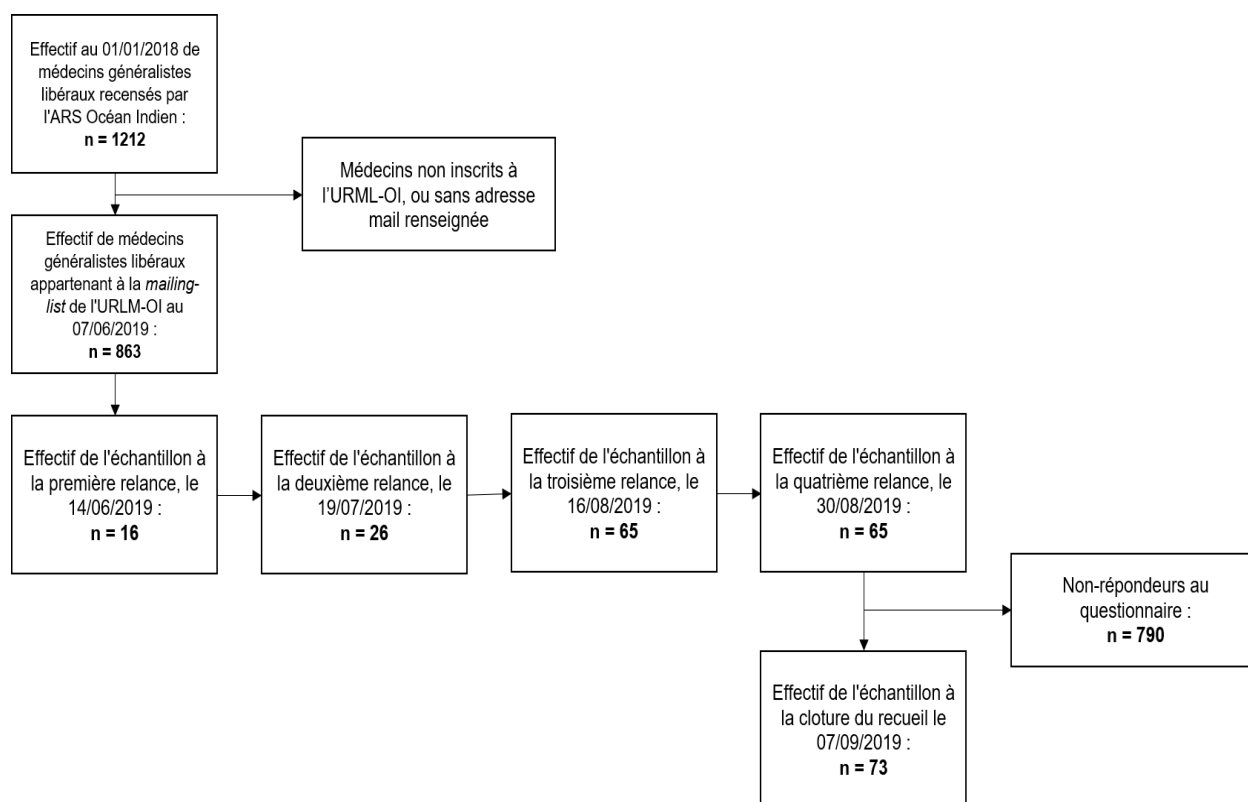 Effectif au 01/01/2018 de
médecins généralistes
libéraux recensés par
l'ARS Océan Indien :
n = 1212
Médecins non inscrits à
l’URML-OI, ou sans adresse
mail renseignée
Effectif de médecins
généralistes libéraux
appartenant à la mailing-
list de l'URLM-OI au
07/06/2019 :
n = 863
Effectif de l'échantillon à
la première relance, le
14/06/2019 :
n = 16
Effectif de l'échantillon à
la deuxième relance, le
19/07/2019 :
n = 26
Effectif de l'échantillon à
la troisième relance, le
16/08/2019 :
n = 65
Effectif de l'échantillon à
la quatrième relance, le
30/08/2019 :
n = 65
Non-répondeurs au
questionnaire :
n = 790
Effectif de l'échantillon à
la cloture du recueil le
07/09/2019 :
n = 73